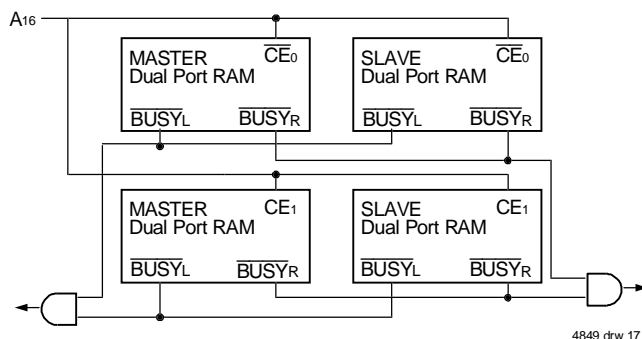 A16
MASTER
Dual Port RAM
CE0
BUSYL BUSYR
SLAVE
Dual Port RAM
CE0
BUSYL BUSYR
MASTER
Dual Port RAM
CE1
BUSYL BUSYR
SLAVE
Dual Port RAM
CE1
BUSYL BUSYR
4849 drw 17